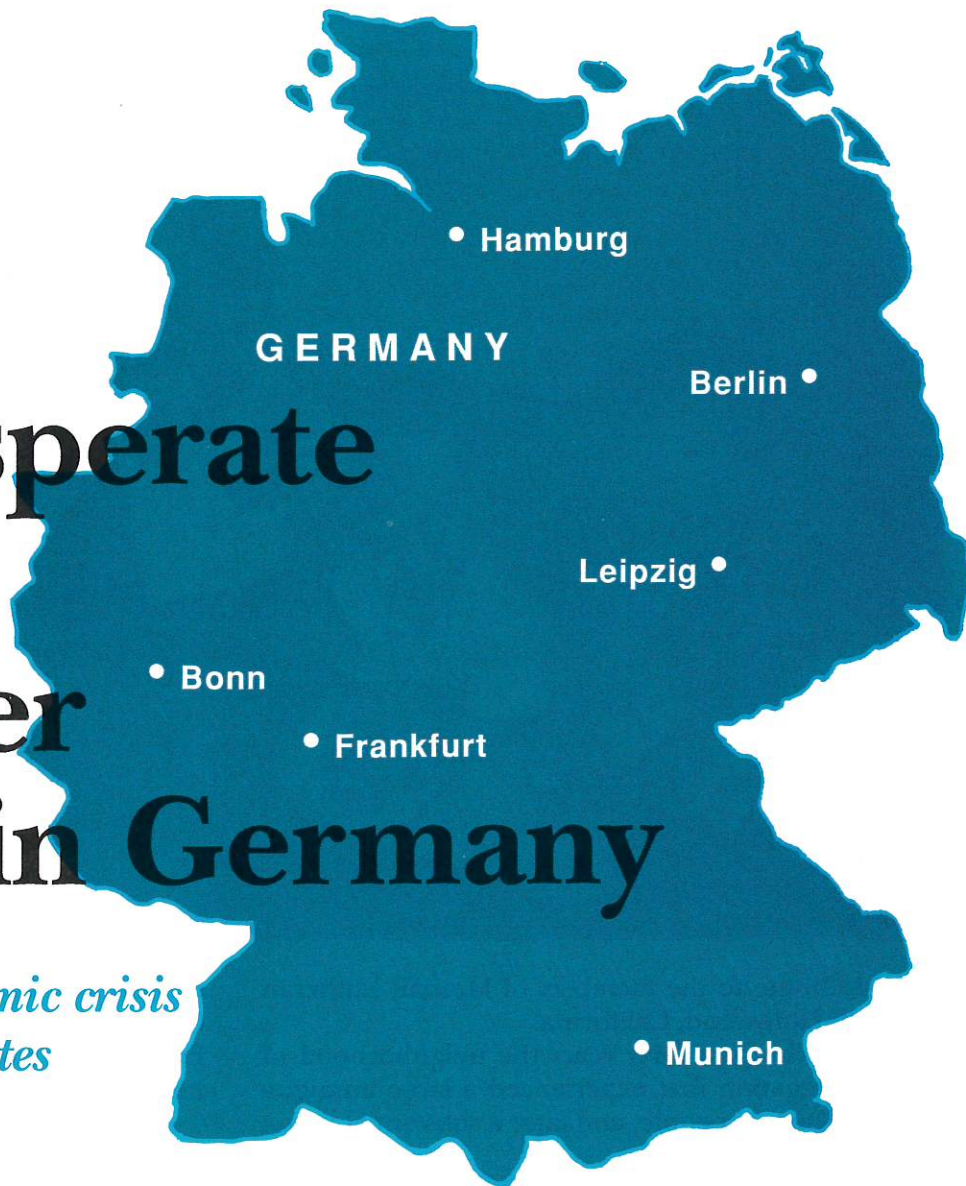 Hamburg
GERMANY
Berlin
sperate
Leipzig
Bonn
er
Frankfurt
in Germany
mic crisis
tes
Munich